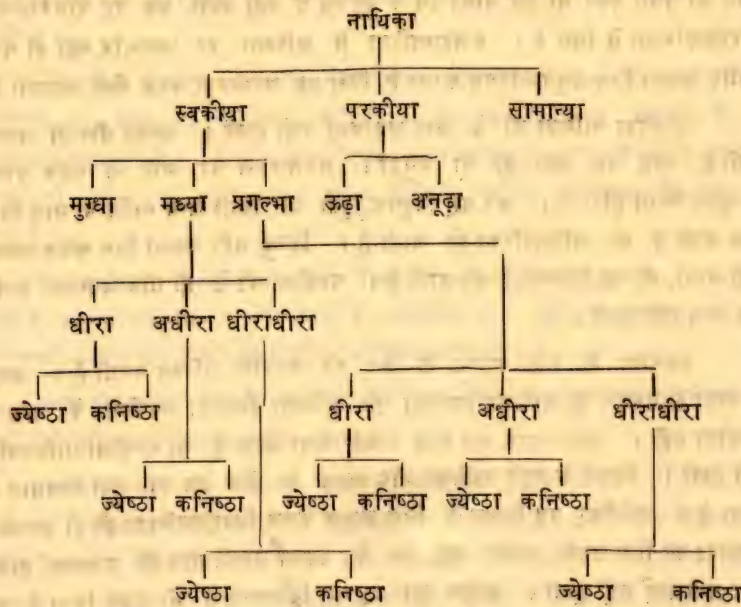 नायिका
स्वकीया परकीया सामान्या
मुग्धा मध्या प्रगल्भा ऊढ़ा अनूढ़ा
धीरा अधीरा धीराधीरा
ज्येष्ठा कनिष्ठा धीरा अधीरा धीराधीरा
ज्येष्ठा कनिष्ठा ज्येष्ठा कनिष्ठा ज्येष्ठा कनिष्ठा
ज्येष्ठा कनिष्ठा ज्येष्ठा कनिष्ठा